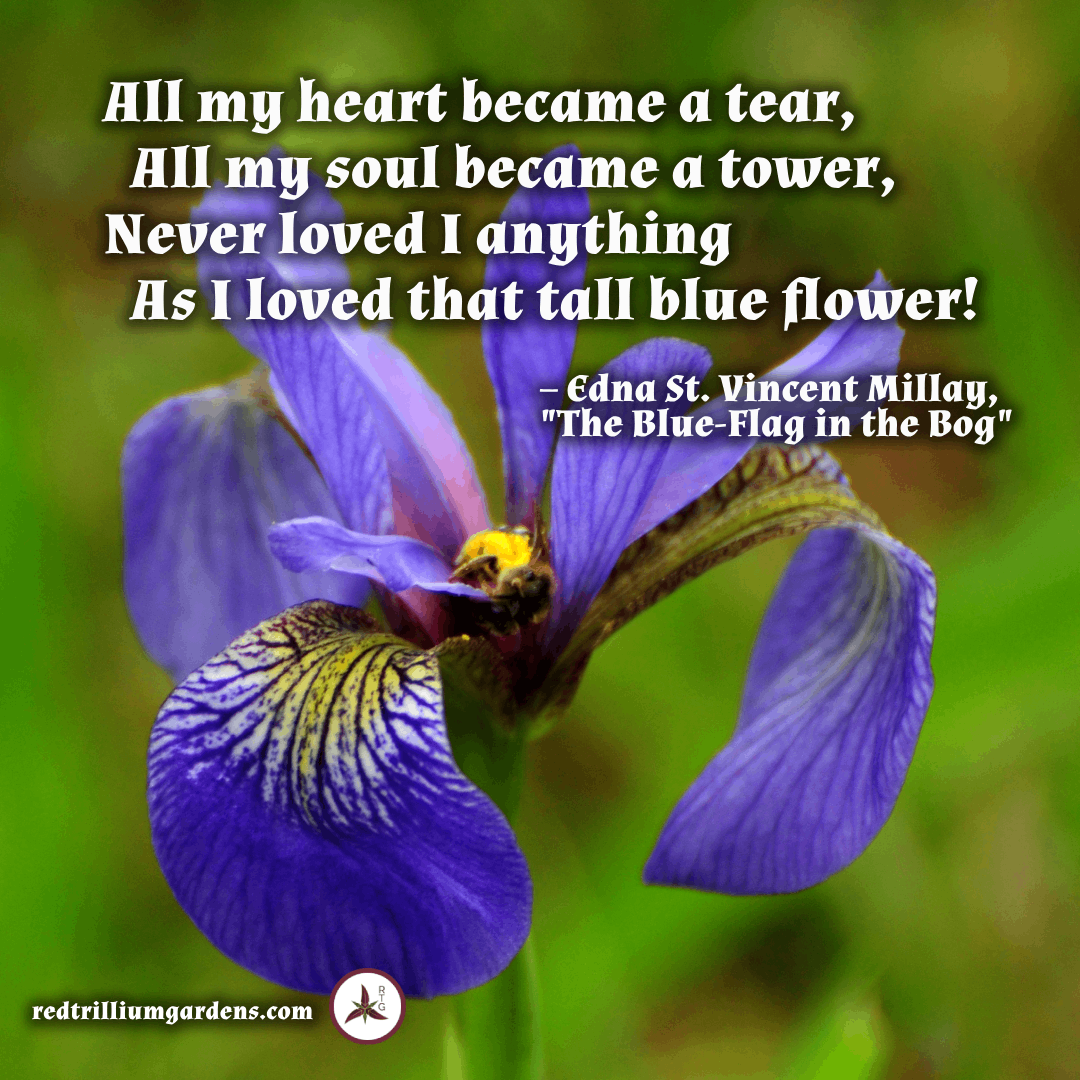 All my heart became a tear,
All my soul became a tower,
Never loved I anything
As I loved that tall blue flower!
– Edna St. Vincent Millay,
"The Blue-Flag in the Bog"
redtrilliumgardens.com
RTG